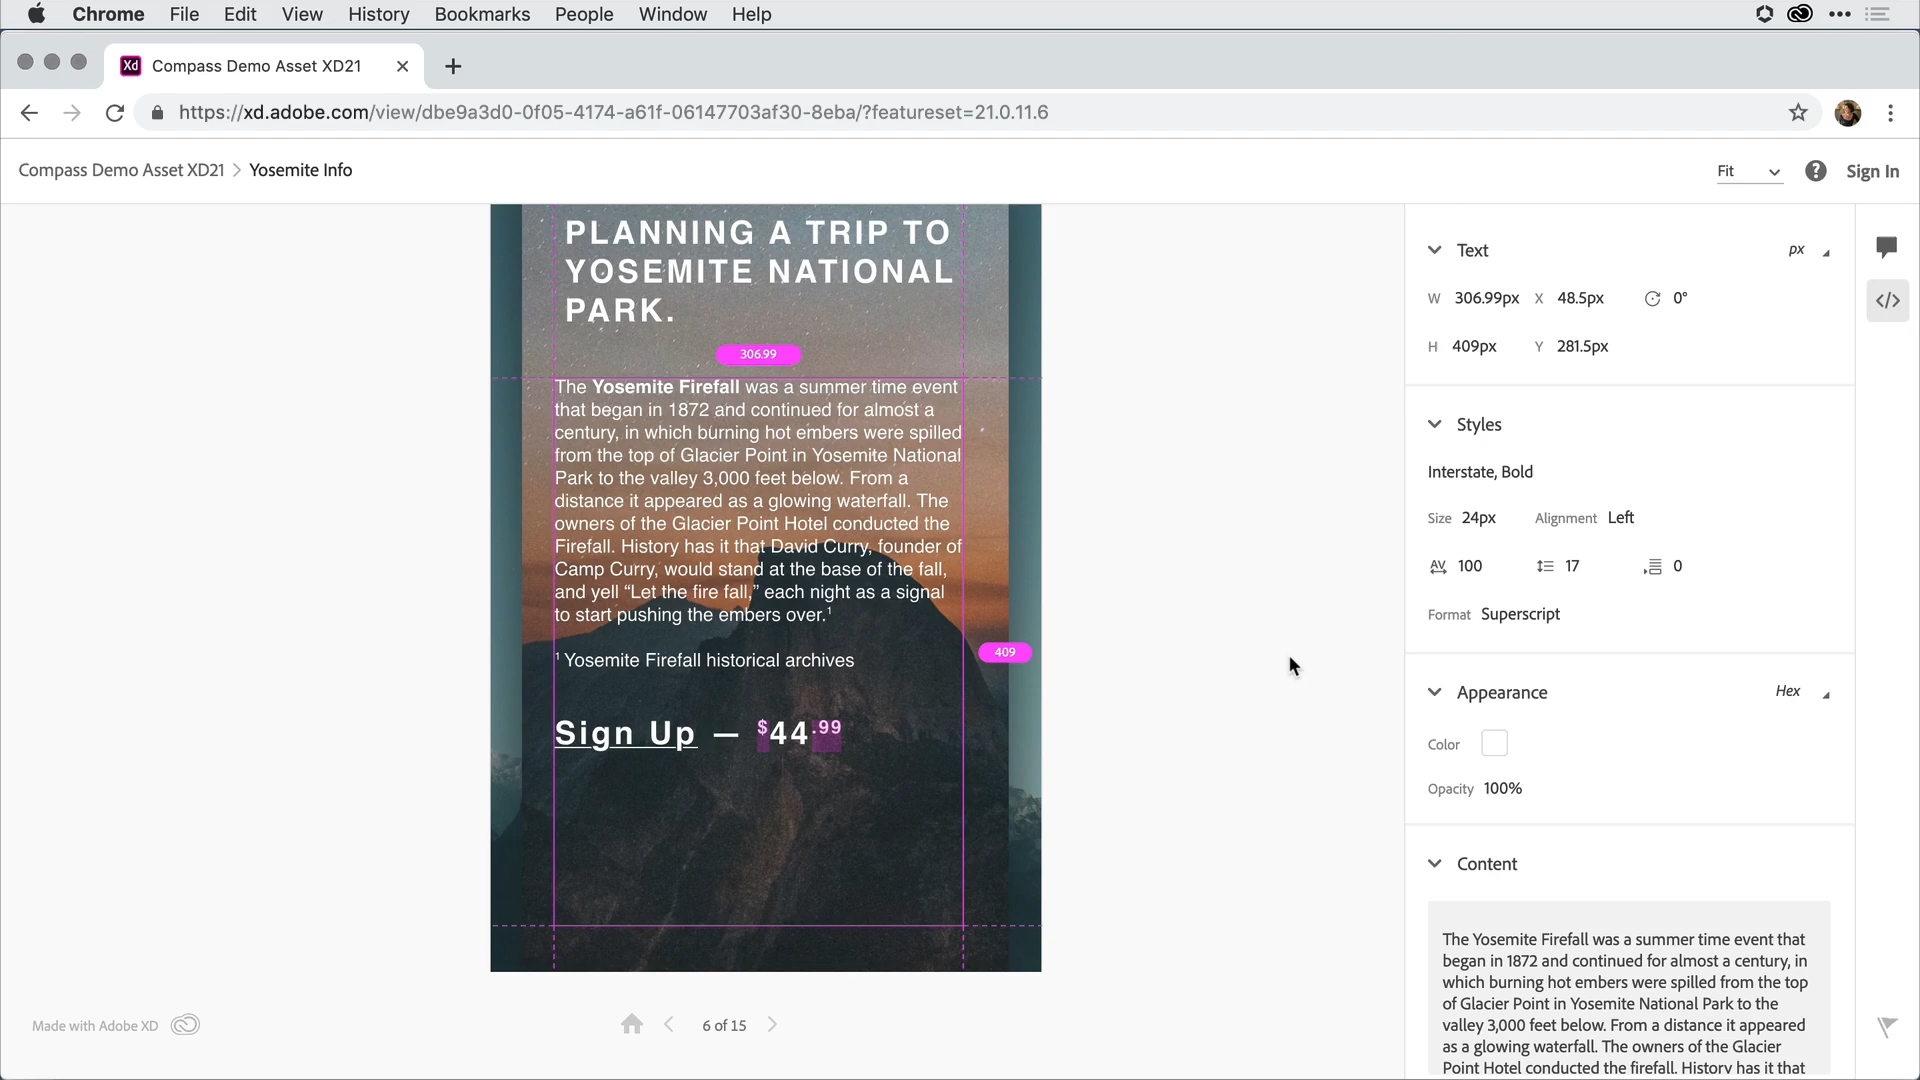 Chrome File Edit View History Bookmarks People Window Help
Xd Compass Demo Asset XD21
https://xd.adobe.com/view/dbe9a3d0-0f05-4174-a61f-06147703af30-8eba/?featureset=21.0.11.6
Compass Demo Asset XD21 > Yosemite Info
Fit
Sign In
PLANNING A TRIP TO
YOSEMITE NATIONAL
PARK.
306.99
The Yosemite Firefall was a summer time event
that began in 1872 and continued for almost a
century, in which burning hot embers were spilled
from the top of Glacier Point in Yosemite National
Park to the valley 3,000 feet below. From a
distance it appeared as a glowing waterfall. The
owners of the Glacier Point Hotel conducted the
Firefall. History has it that David Curry, founder of
Camp Curry, would stand at the base of the fall,
and yell “Let the fire fall,” each night as a signal
to start pushing the embers over.¹
¹ Yosemite Firefall historical archives
409
Sign Up — $44.99
Made with Adobe XD
6 of 15
Text px
W 306.99px X 48.5px 0°
H 409px Y 281.5px
Styles
Interstate, Bold
Size 24px Alignment Left
AV 100 17 0
Format Superscript
Appearance Hex
Color
Opacity 100%
Content
The Yosemite Firefall was a summer time event that
began in 1872 and continued for almost a century, in
which burning hot embers were spilled from the top
of Glacier Point in Yosemite National Park to the
valley 3,000 feet below. From a distance it appeared
as a glowing waterfall. The owners of the Glacier
Point Hotel conducted the firefall. History has it that